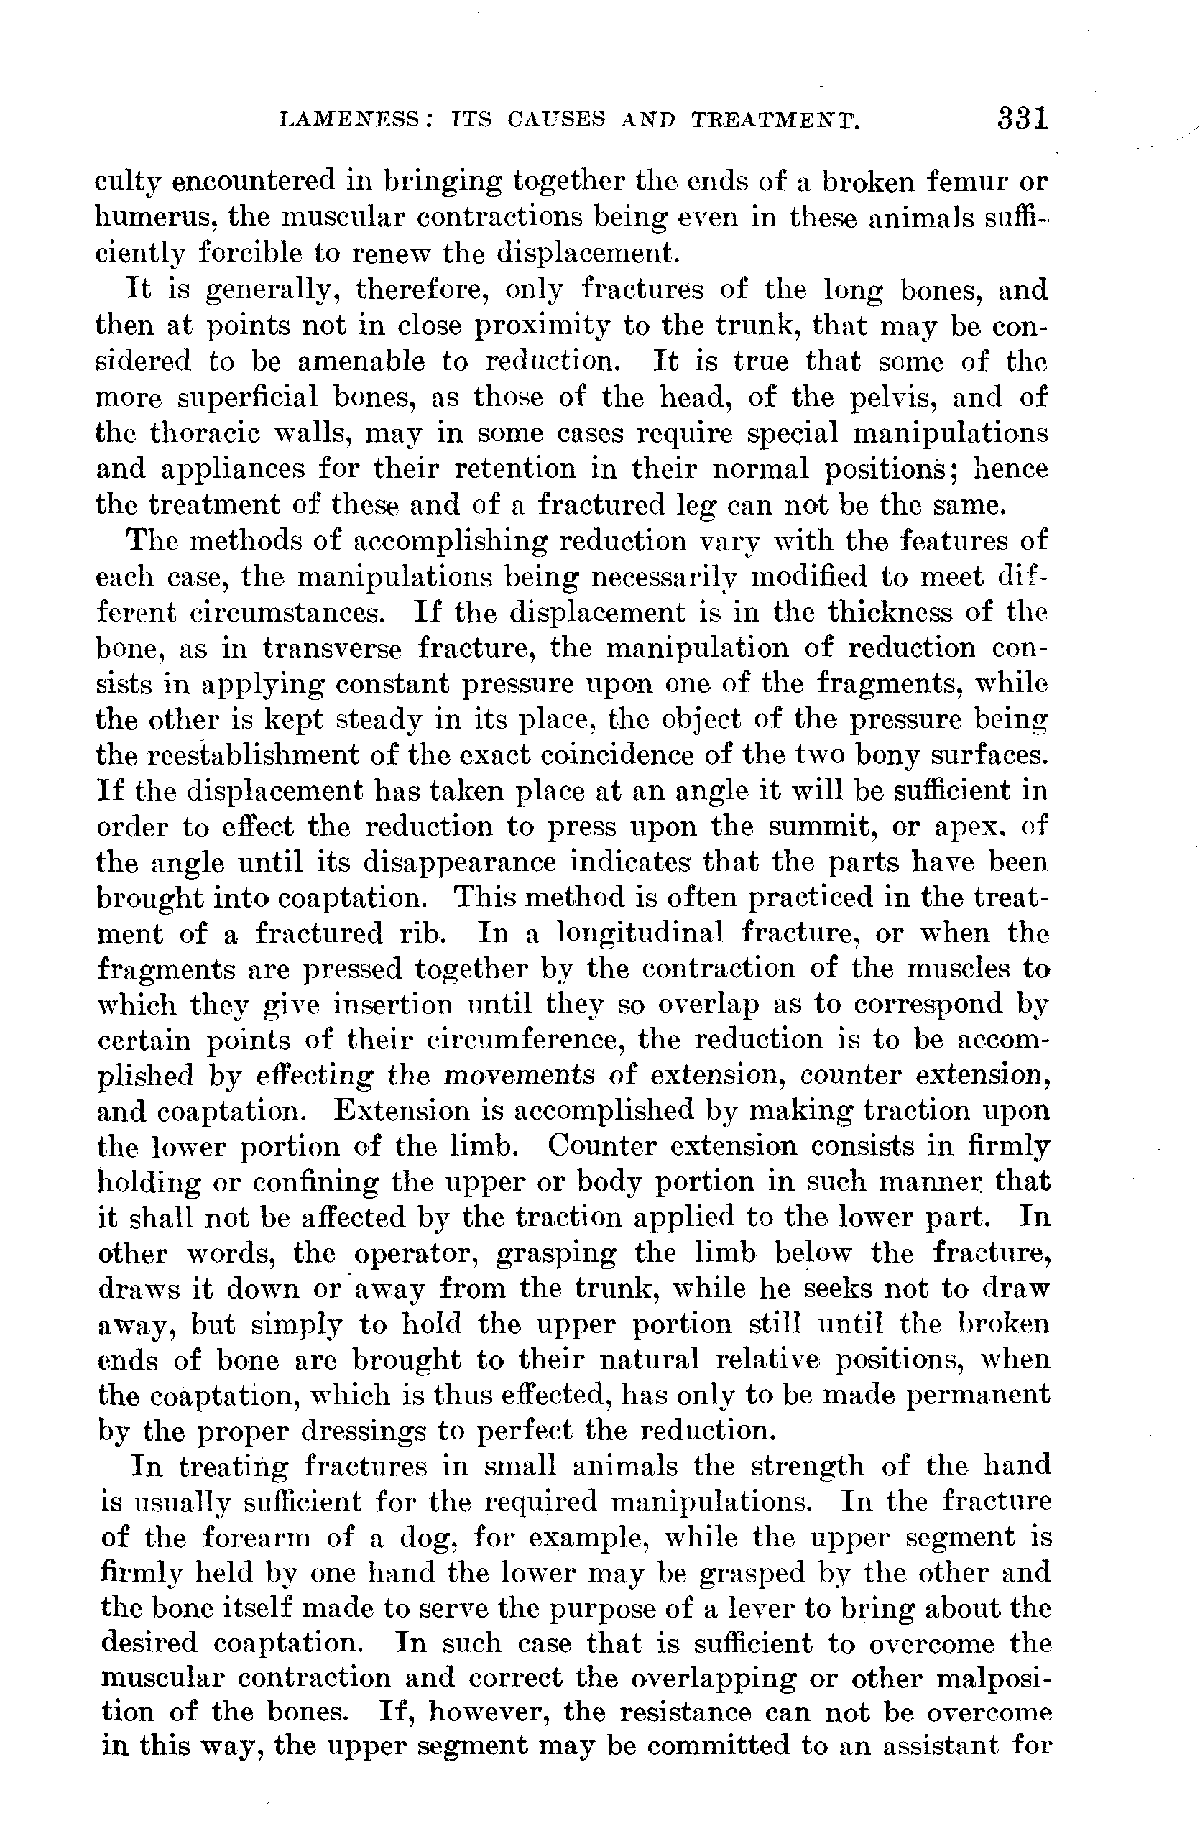 LAMENESS: ITS CAUSES AND TREATMENT. 331
culty encountered in bringing together the ends of a broken femur or
humerus, the muscular contractions being even in these animals suffi-
ciently forcible to renew the displacement.
It is generally, therefore, only fractures of the long bones, and
then at points not in close proximity to the trunk, that may be con-
sidered to be amenable to reduction. It is true that some of the
more superficial bones, as those of the head, of the pelvis, and of
the thoracic walls, may in some cases require special manipulations
and appliances for their retention in their normal positions; hence
the treatment of these and of a fractured leg can not be the same.
The methods of accomplishing reduction vary with the features of
each case, the manipulations being necessarily modified to meet dif-
ferent circumstances. If the displacement is in the thickness of the
bone, as in transverse fracture, the manipulation of reduction con-
sists in applying constant pressure upon one of the fragments, while
the other is kept steady in its place, the object of the pressure being
the reestablishment of the exact coincidence of the two bony surfaces.
If the displacement has taken place at an angle it will be sufficient in
order to effect the reduction to press upon the summit, or apex, of
the angle until its disappearance indicates that the parts have been
brought into coaptation. This method is often practiced in the treat-
ment of a fractured rib. In a longitudinal fracture, or when the
fragments are pressed together by the contraction of the muscles to
which they give insertion until they so overlap as to correspond by
certain points of their circumference, the reduction is to be accom-
plished by effecting the movements of extension, counter extension,
and coaptation. Extension is accomplished by making traction upon
the lower portion of the limb. Counter extension consists in firmly
holding or confining the upper or body portion in such manner that
it shall not be affected by the traction applied to the lower part. In
other words, the operator, grasping the limb below the fracture,
draws it down or away from the trunk, while he seeks not to draw
away, but simply to hold the upper portion still until the broken
ends of bone are brought to their natural relative positions, when
the coaptation, which is thus effected, has only to be made permanent
by the proper dressings to perfect the reduction.
In treating fractures in small animals the strength of the hand
is usually sufficient for the required manipulations. In the fracture
of the forearm of a dog, for example, while the upper segment is
firmly held by one hand the lower may be grasped by the other and
the bone itself made to serve the purpose of a lever to bring about the
desired coaptation. In such case that is sufficient to overcome the
muscular contraction and correct the overlapping or other malposi-
tion of the bones. If, however, the resistance can not be overcome
in this way, the upper segment may be committed to an assistant for